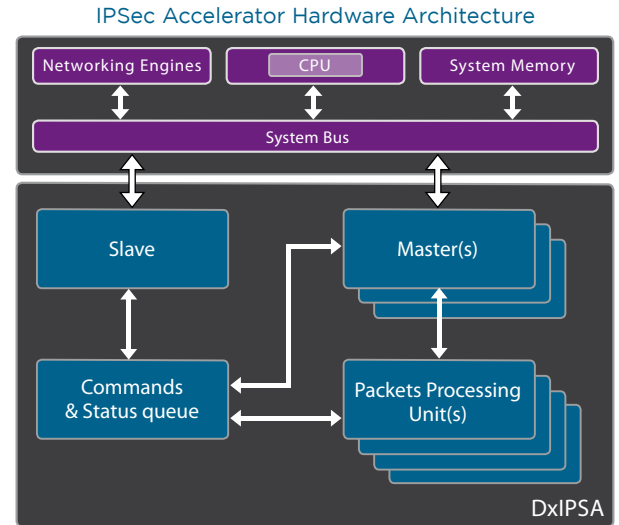 IPSec Accelerator Hardware Architecture
Networking Engines
CPU
System Memory
System Bus
Slave
Master(s)
Commands
& Status queue
Packets Processing
Unit(s)
DxIPSA